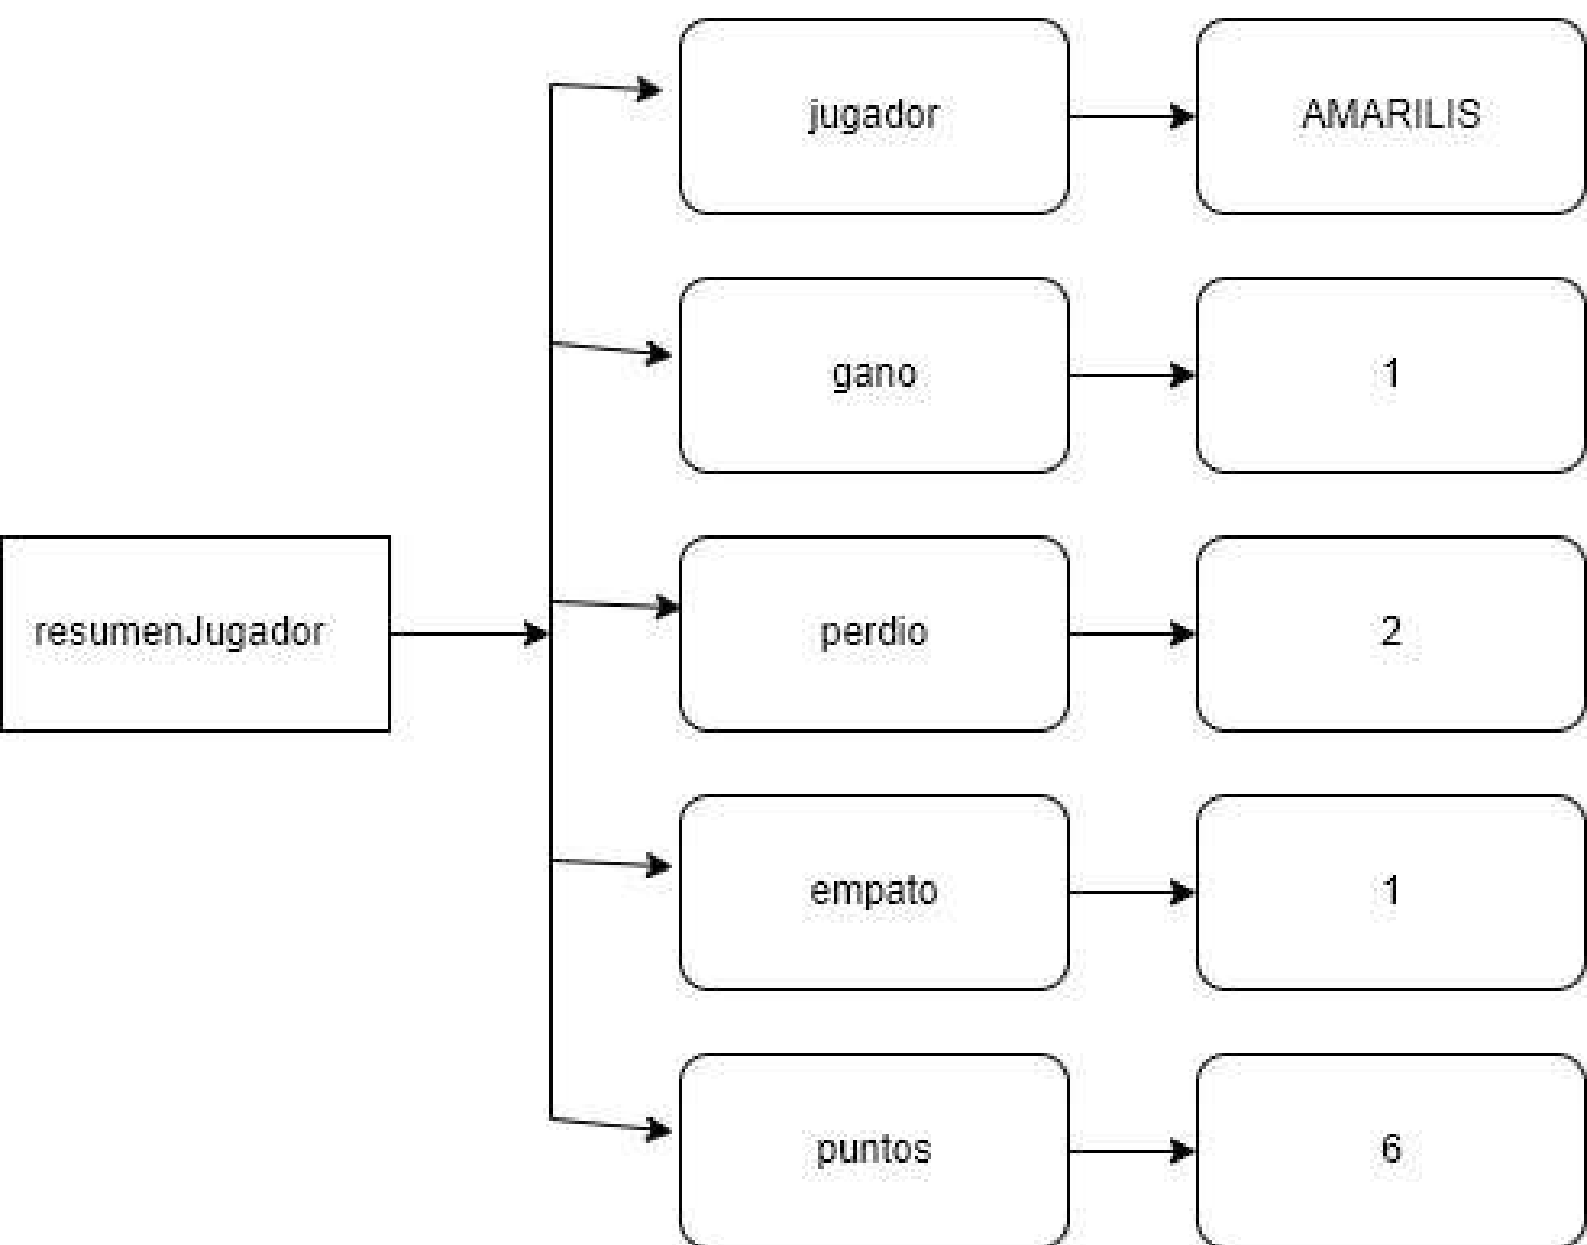 jugador
AMARILIS
gano
1
resumenJugador
perdio
2
empato
1
puntos
6